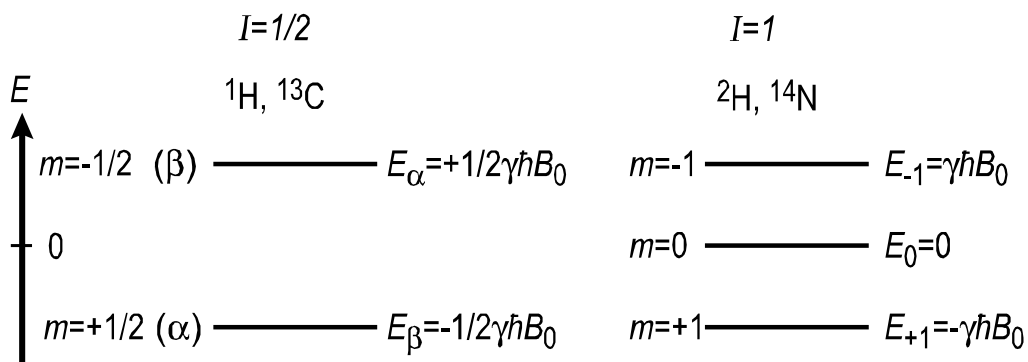 I=1/2 I=1
¹H, ¹³C ²H, ¹⁴N
E
m=-1/2 (β) E_α=+1/2γℏB₀ m=-1 E₋₁=γℏB₀
0 m=0 E₀=0
m=+1/2 (α) E_β=-1/2γℏB₀ m=+1 E₊₁=-γℏB₀